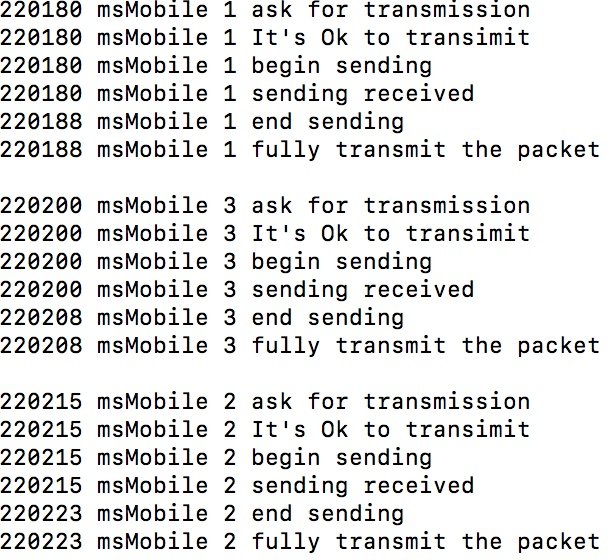 220180 msMobile 1 ask for transmission
220180 msMobile 1 It's Ok to transimit
220180 msMobile 1 begin sending
220180 msMobile 1 sending received
220188 msMobile 1 end sending
220188 msMobile 1 fully transmit the packet
220200 msMobile 3 ask for transmission
220200 msMobile 3 It's Ok to transimit
220200 msMobile 3 begin sending
220200 msMobile 3 sending received
220208 msMobile 3 end sending
220208 msMobile 3 fully transmit the packet
220215 msMobile 2 ask for transmission
220215 msMobile 2 It's Ok to transimit
220215 msMobile 2 begin sending
220215 msMobile 2 sending received
220223 msMobile 2 end sending
220223 msMobile 2 fully transmit the packet